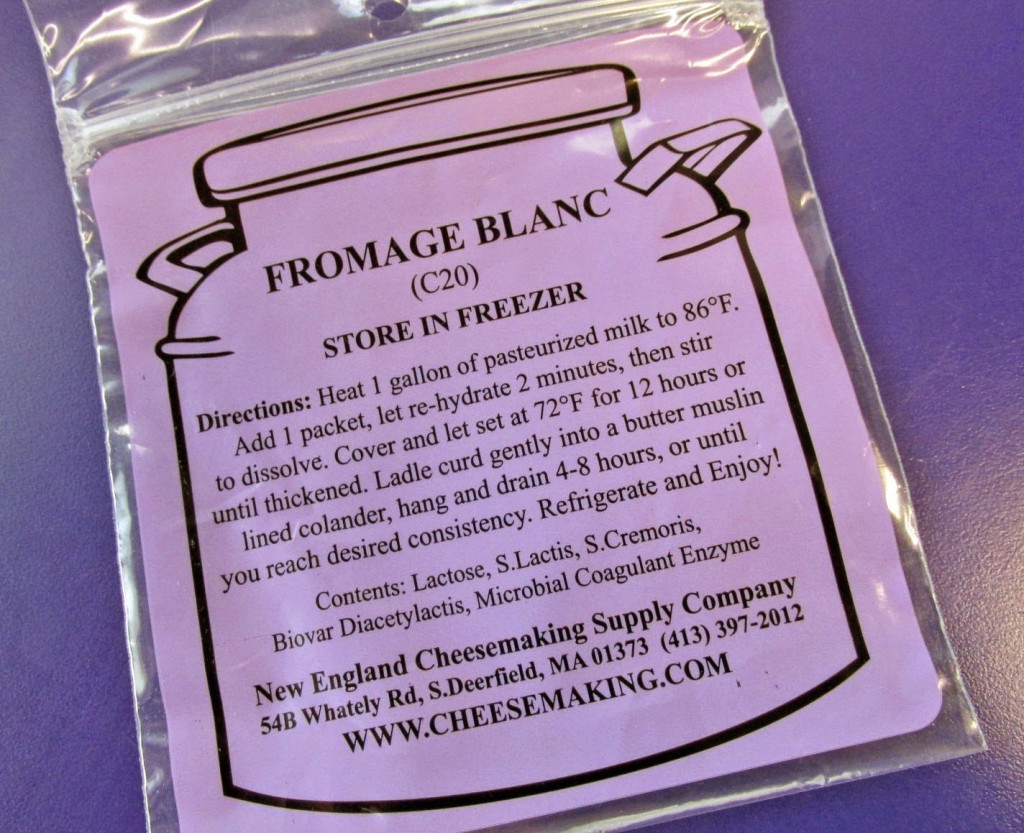 FROMAGE BLANC
(C20)
STORE IN FREEZER
Directions: Heat 1 gallon of pasteurized milk to 86°F.
Add 1 packet, let re-hydrate 2 minutes, then stir
to dissolve. Cover and let set at 72°F for 12 hours or
until thickened. Ladle curd gently into a butter muslin
lined colander, hang and drain 4-8 hours, or until
you reach desired consistency. Refrigerate and Enjoy!
Contents: Lactose, S.Lactis, S.Cremoris,
Biovar Diacetylactis, Microbial Coagulant Enzyme
New England Cheesemaking Supply Company
54B Whately Rd, S.Deerfield, MA 01373 (413) 397-2012
WWW.CHEESEMAKING.COM